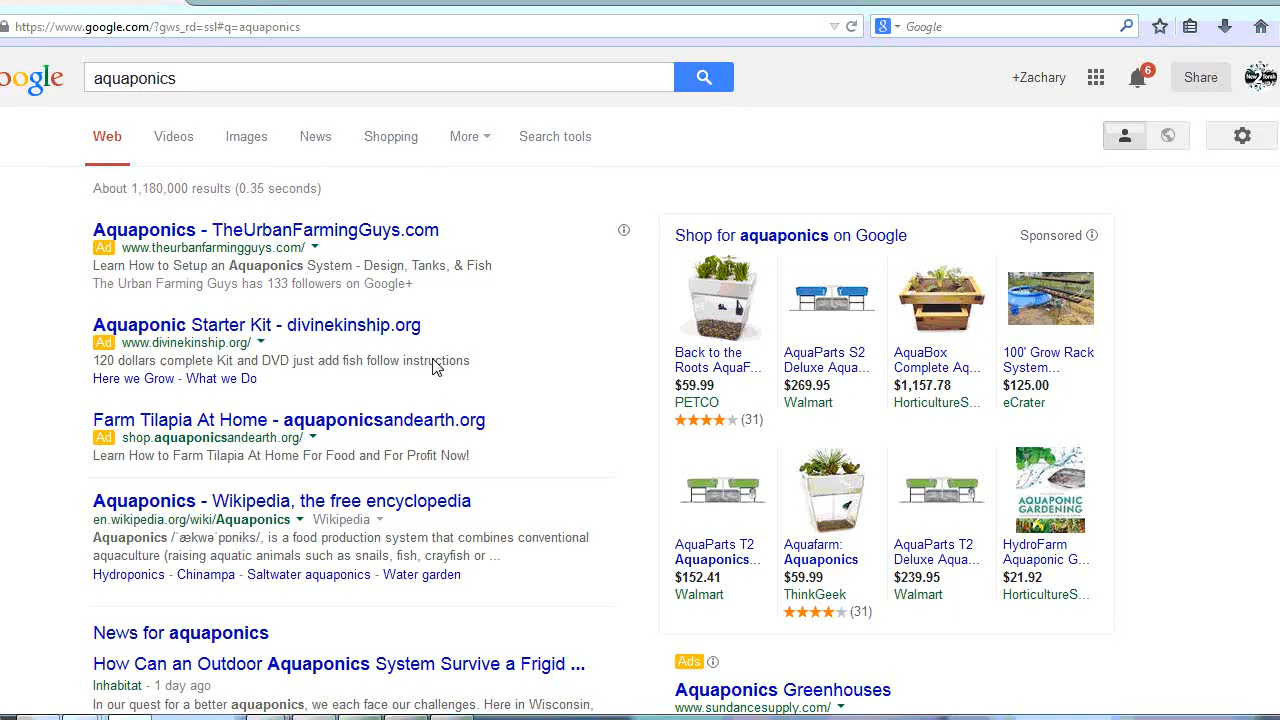 https://www.google.com/?gws_rd=ssl#q=aquaponics
Google
oogle
aquaponics
+Zachary
6
Share
Web
Videos
Images
News
Shopping
More
Search tools
About 1,180,000 results (0.35 seconds)
Aquaponics - TheUrbanFarmingGuys.com
Ad www.theurbanfarmingguys.com/
Learn How to Setup an Aquaponics System - Design, Tanks, & Fish
The Urban Farming Guys has 133 followers on Google+
Aquaponic Starter Kit - divinekinship.org
Ad www.divinekinship.org/
120 dollars complete Kit and DVD just add fish follow instructions
Here we Grow - What we Do
Farm Tilapia At Home - aquaponicsandearth.org
Ad shop.aquaponicsandearth.org/
Learn How to Farm Tilapia At Home For Food and For Profit Now!
Aquaponics - Wikipedia, the free encyclopedia
en.wikipedia.org/wiki/Aquaponics Wikipedia
Aquaponics /ˈækwəˈpɒnɪks/, is a food production system that combines conventional
aquaculture (raising aquatic animals such as snails, fish, crayfish or ...
Hydroponics - Chinampa - Saltwater aquaponics - Water garden
News for aquaponics
How Can an Outdoor Aquaponics System Survive a Frigid ...
Inhabitat - 1 day ago
In our quest for a better aquaponics, we each face our challenges. Here in Wisconsin,
Shop for aquaponics on Google
Sponsored
Back to the
Roots AquaF...
$59.99
PETCO
(31)
AquaParts S2
Deluxe Aqua...
$269.95
Walmart
AquaBox
Complete Aq...
$1,157.78
HorticultureS...
100' Grow Rack
System...
$125.00
eCrater
AQUAPONIC
GARDENING
AquaParts T2
Aquaponics...
$152.41
Walmart
Aquafarm:
Aquaponics
$59.99
ThinkGeek
(31)
AquaParts T2
Deluxe Aqua...
$239.95
Walmart
HydroFarm
Aquaponic G...
$21.92
HorticultureS...
Ads
Aquaponics Greenhouses
www.sundancesupply.com/